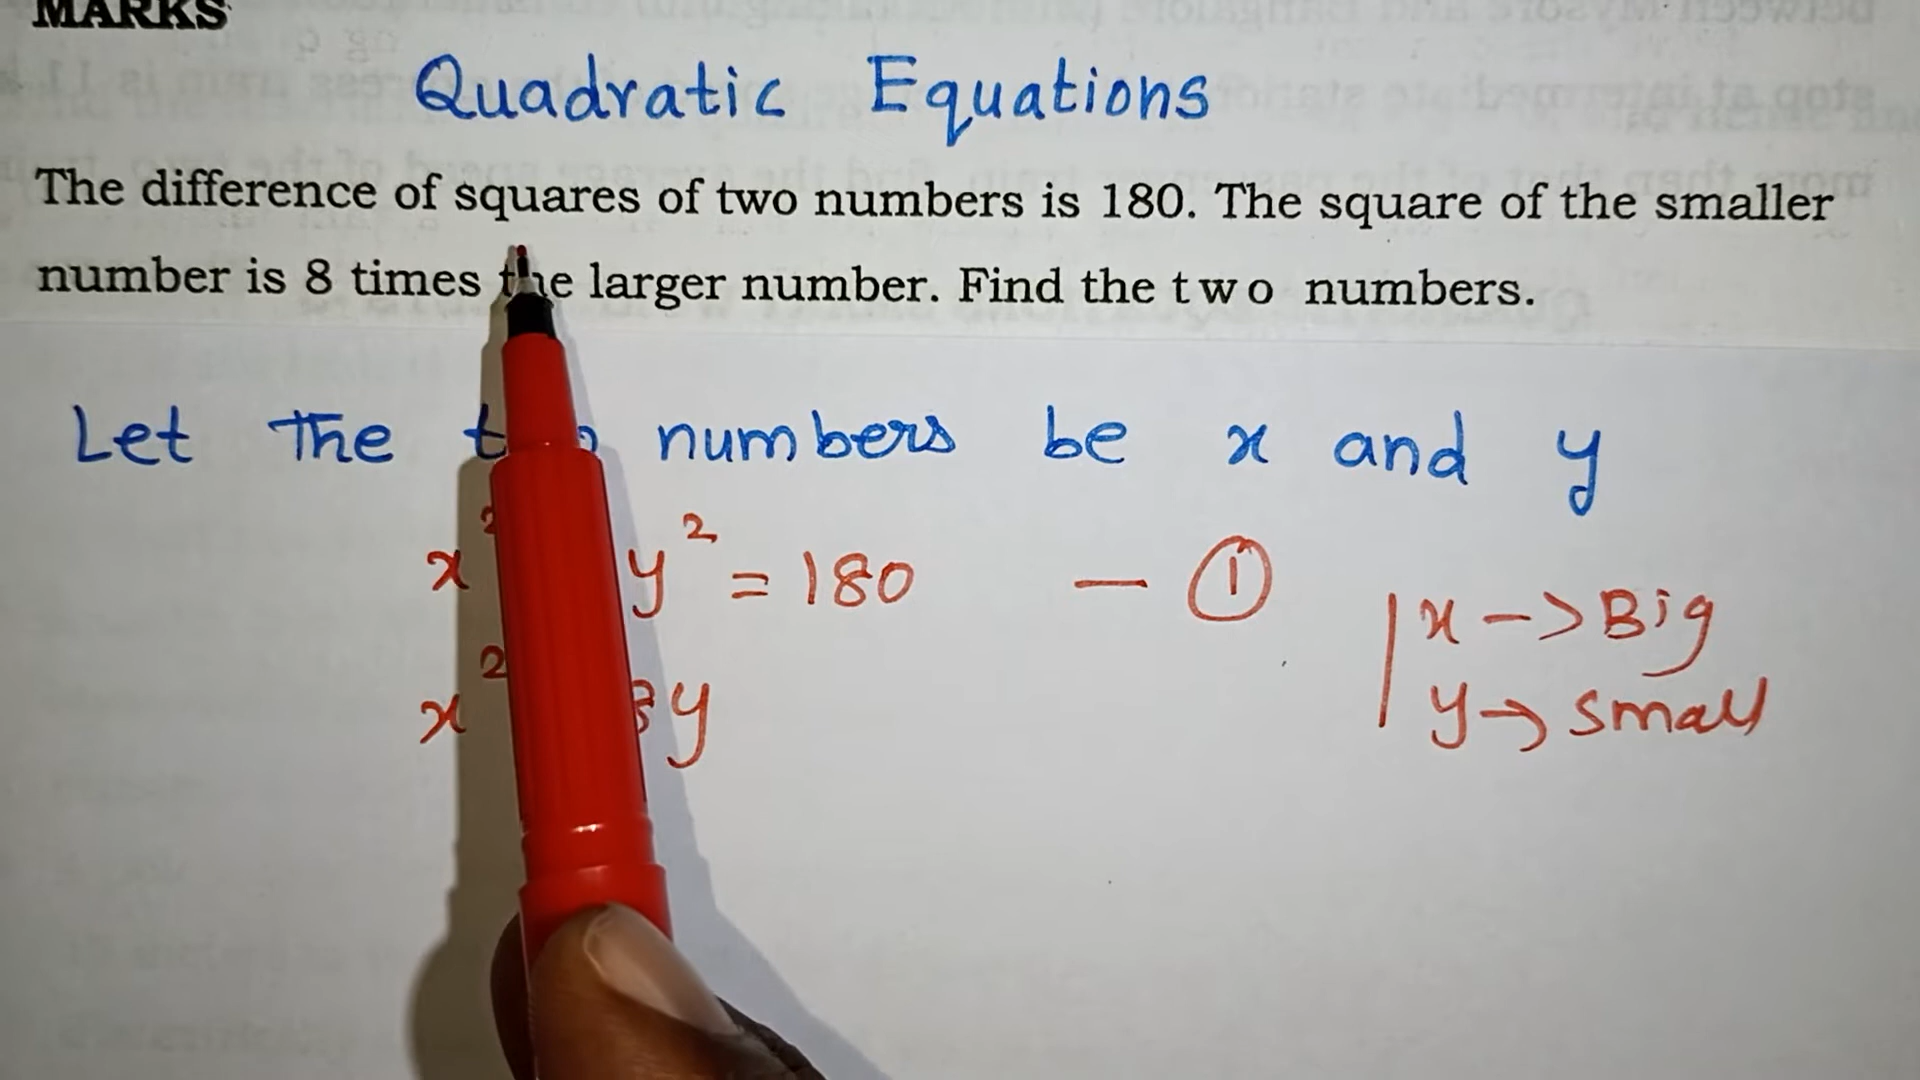 MARKS
Quadratic Equations
The difference of squares of two numbers is 180. The square of the smaller
number is 8 times the larger number. Find the two numbers.
Let The numbers be x and y
x² y² = 180 — ①
x² 8y
x -> Big
y → small